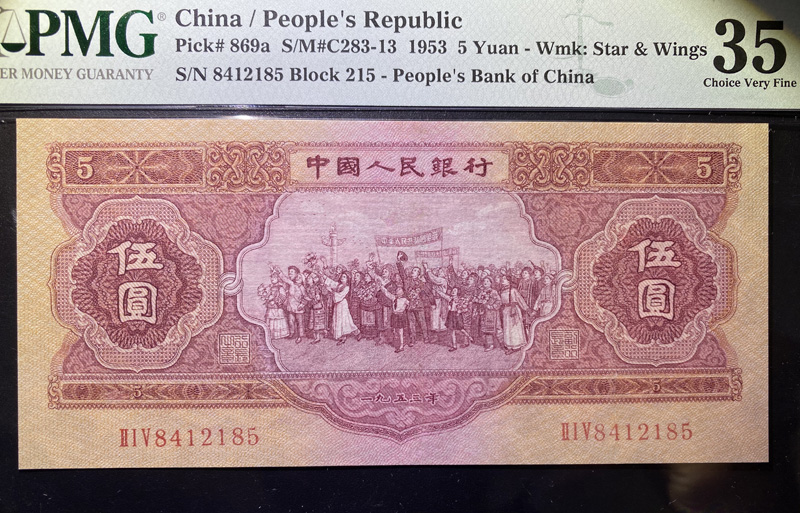 PMG
ER MONEY GUARANTY
China / People's Republic
Pick# 869a S/M#C283-13 1953 5 Yuan - Wmk: Star & Wings
S/N 8412185 Block 215 - People's Bank of China
35
Choice Very Fine
5 中國人民銀行 5
伍圓 伍圓
5 一九五三年 5
ⅢⅠⅤ8412185 ⅢⅠⅤ8412185